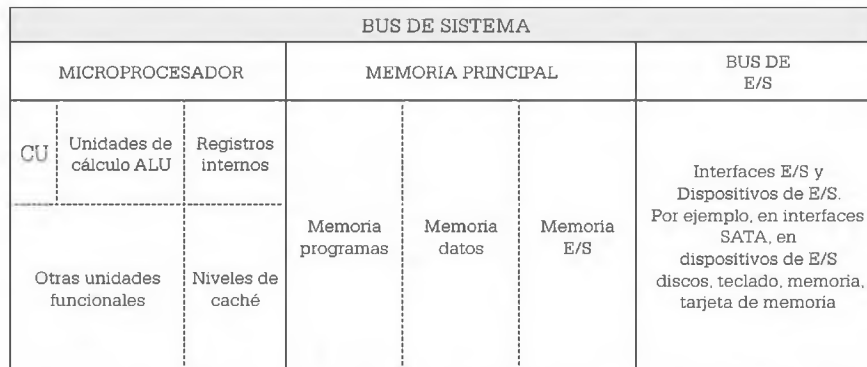 BUS DE SISTEMA
MICROPROCESADOR
MEMORIA PRINCIPAL
BUS DE
E/S
CU
Unidades de
cálculo ALU
Registros
internos
Otras unidades
funcionales
Niveles de
caché
Memoria
programas
Memoria
datos
Memoria
E/S
Interfaces E/S y
Dispositivos de E/S.
Por ejemplo, en interfaces
SATA, en
dispositivos de E/S
discos, teclado, memoria,
tarjeta de memoria